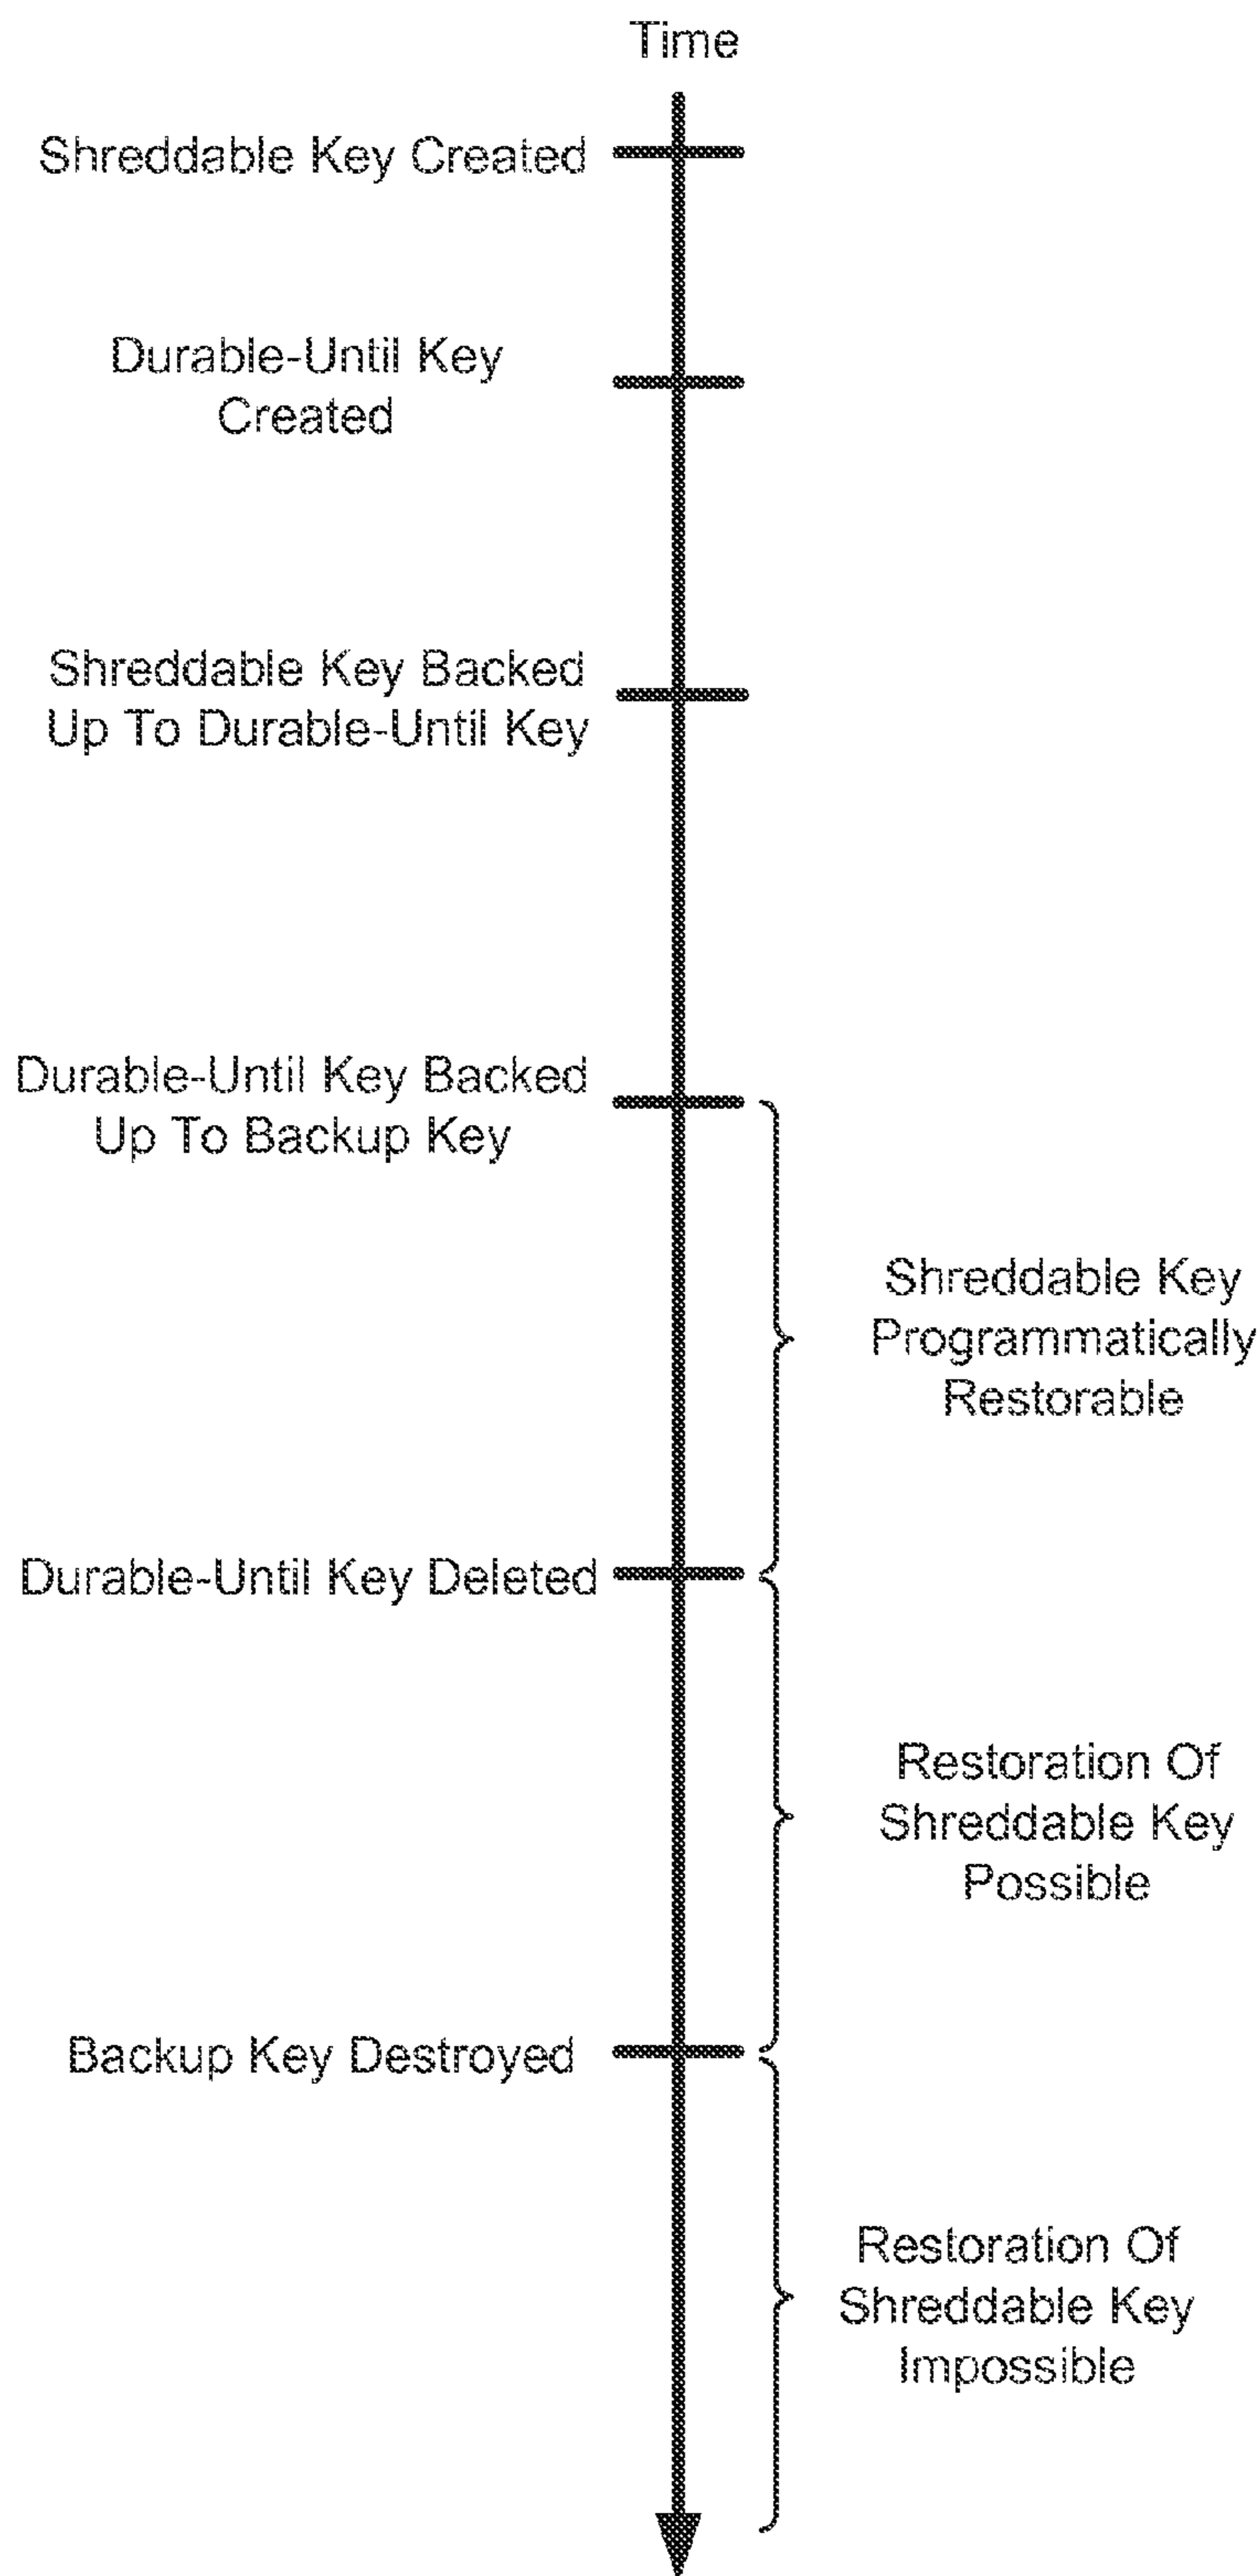 Time
Shreddable Key Created
Durable-Until Key
Created
Shreddable Key Backed
Up To Durable-Until Key
Durable-Until Key Backed
Up To Backup Key
Shreddable Key
Programmatically
Restorable
Durable-Until Key Deleted
Restoration Of
Shreddable Key
Possible
Backup Key Destroyed
Restoration Of
Shreddable Key
Impossible